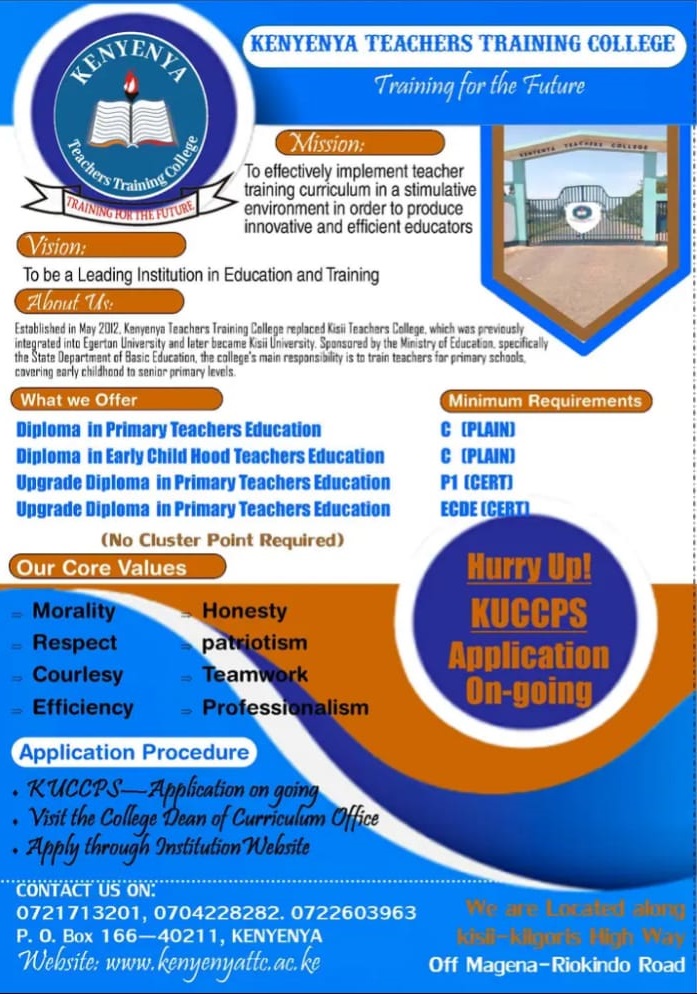 KENYENYA
Teachers Training College
TRAINING FOR THE FUTURE
KENYENYA TEACHERS TRAINING COLLEGE
Training for the Future
Mission:
To effectively implement teacher
training curriculum in a stimulative
environment in order to produce
innovative and efficient educators
KENYENYA TEACHERS COLLEGE
Vision:
To be a Leading Institution in Education and Training
About Us:
Established in May 2012, Kenyenya Teachers Training College replaced Kisii Teachers College, which was previously
integrated into Egerton University and later became Kisii University. Sponsored by the Ministry of Education, specifically
the State Department of Basic Education, the college's main responsibility is to train teachers for primary schools,
covering early childhood to senior primary levels.
What we Offer
Minimum Requirements
Diploma in Primary Teachers Education
C (PLAIN)
Diploma in Early Child Hood Teachers Education
C (PLAIN)
Upgrade Diploma in Primary Teachers Education
P1 (CERT)
Upgrade Diploma in Primary Teachers Education
ECDE (CERT)
(No Cluster Point Required)
Our Core Values
Morality
Honesty
Respect
patriotism
Courlesy
Teamwork
Efficiency
Professionalism
Hurry Up!
KUCCPS
Application
On-going
Application Procedure
• KUCCPS—Application on going
• Visit the College Dean of Curriculum Office
• Apply through Institution Website
CONTACT US ON:
0721713201, 0704228282. 0722603963
P. O. Box 166—40211, KENYENYA
Website: www.kenyenyattc.ac.ke
We are Located along
kisii-kilgoris High Way
Off Magena-Riokindo Road